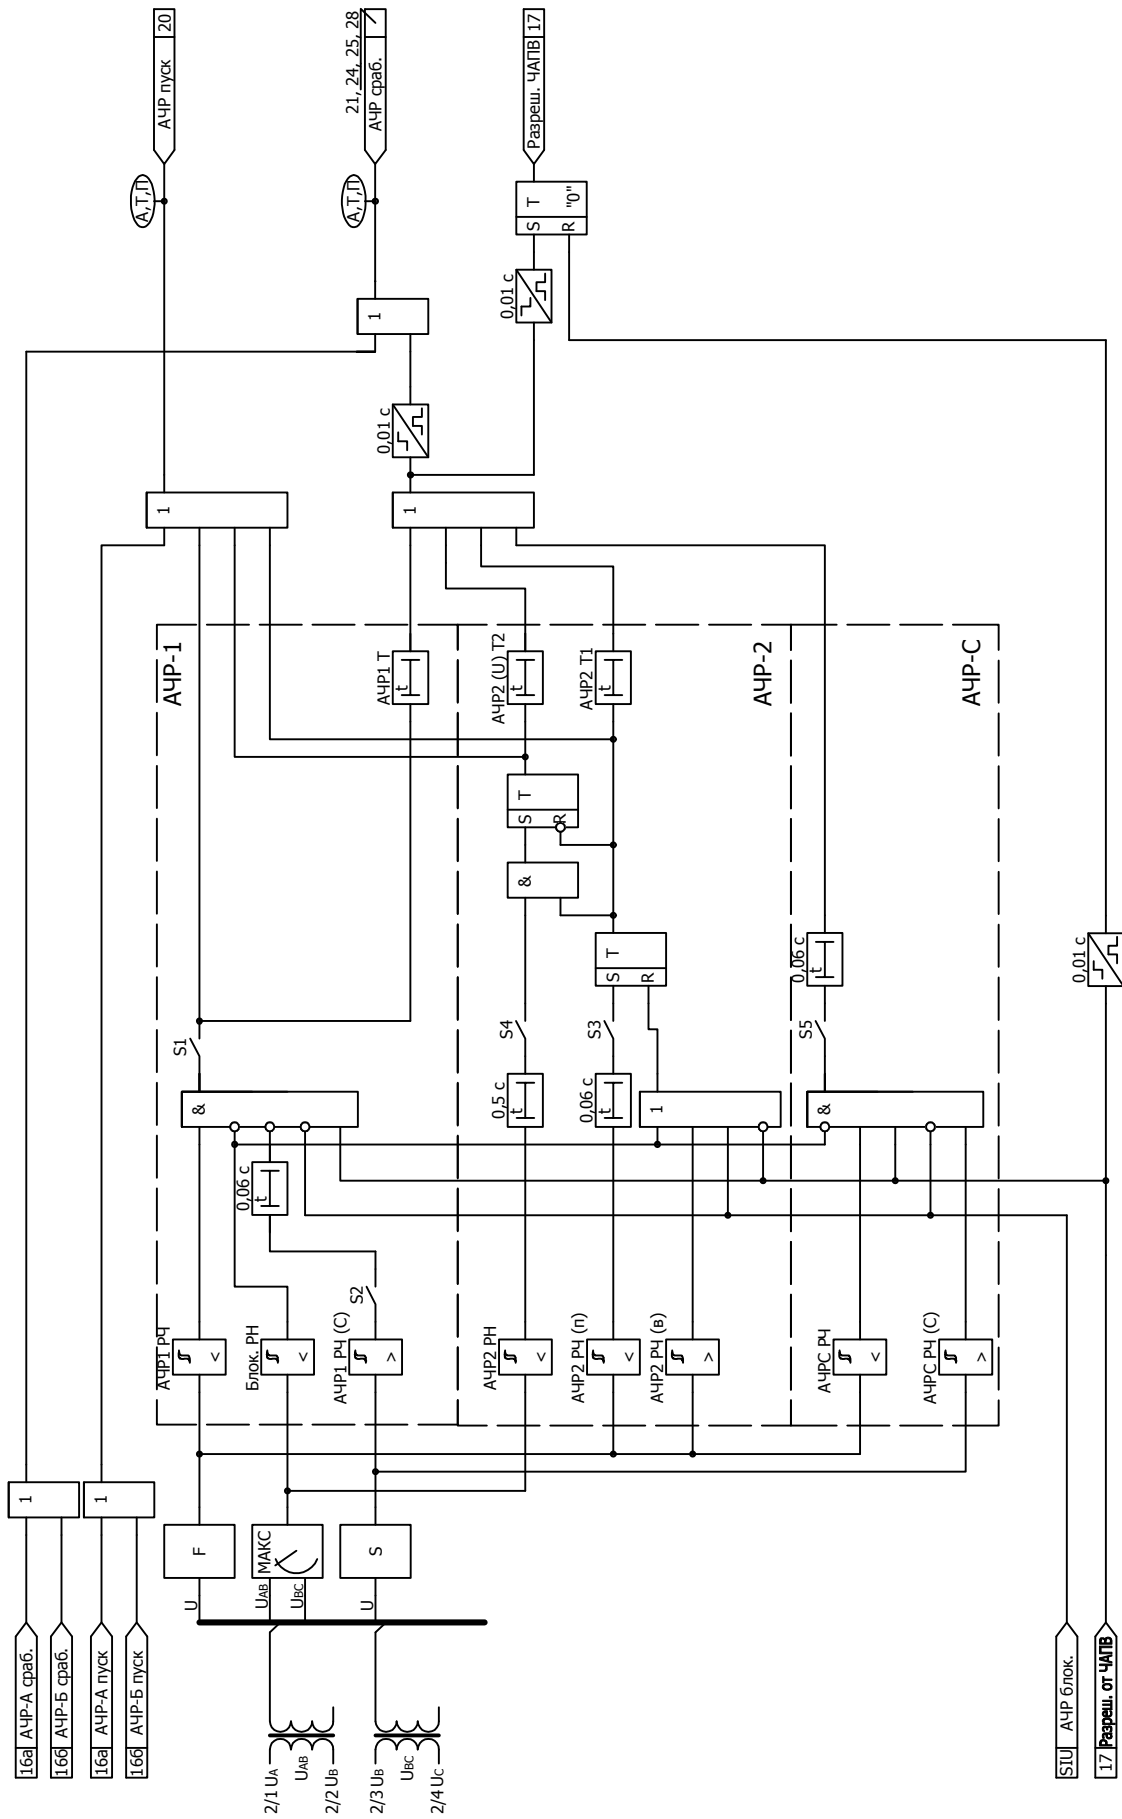 16а АЧР-А сраб.
16б АЧР-Б сраб.
16а АЧР-А пуск
16б АЧР-Б пуск
1
1
2/1 UA
UAB
2/2 UB
2/3 UB
UBC
2/4 UC
U
UAB
UBC
U
F
МАКС
S
SIU АЧР блок.
17 Разреш. от ЧАПВ
АЧР-1
АЧР1 РЧ
<
Блок. РН
<
АЧР1 РЧ (С)
>
S2
0,06 с
t
&
S1
АЧР1 Т
t
АЧР-2
АЧР2 РН
<
АЧР2 РЧ (п)
<
АЧР2 РЧ (в)
>
0,5 с
t
0,06 с
t
1
S4
S3
S T
R
&
S T
R
АЧР2 (U) Т2
t
АЧР2 Т1
t
АЧР-С
АЧРС РЧ
<
АЧРС РЧ (С)
>
&
S5
0,06 с
t
0,01 с
1
1
0,01 с
1
0,01 с
S T
R "0"
А,Т,П
АЧР пуск 20
А,Т,П
АЧР сраб.
21, 24, 25, 28
Разреш. ЧАПВ 17